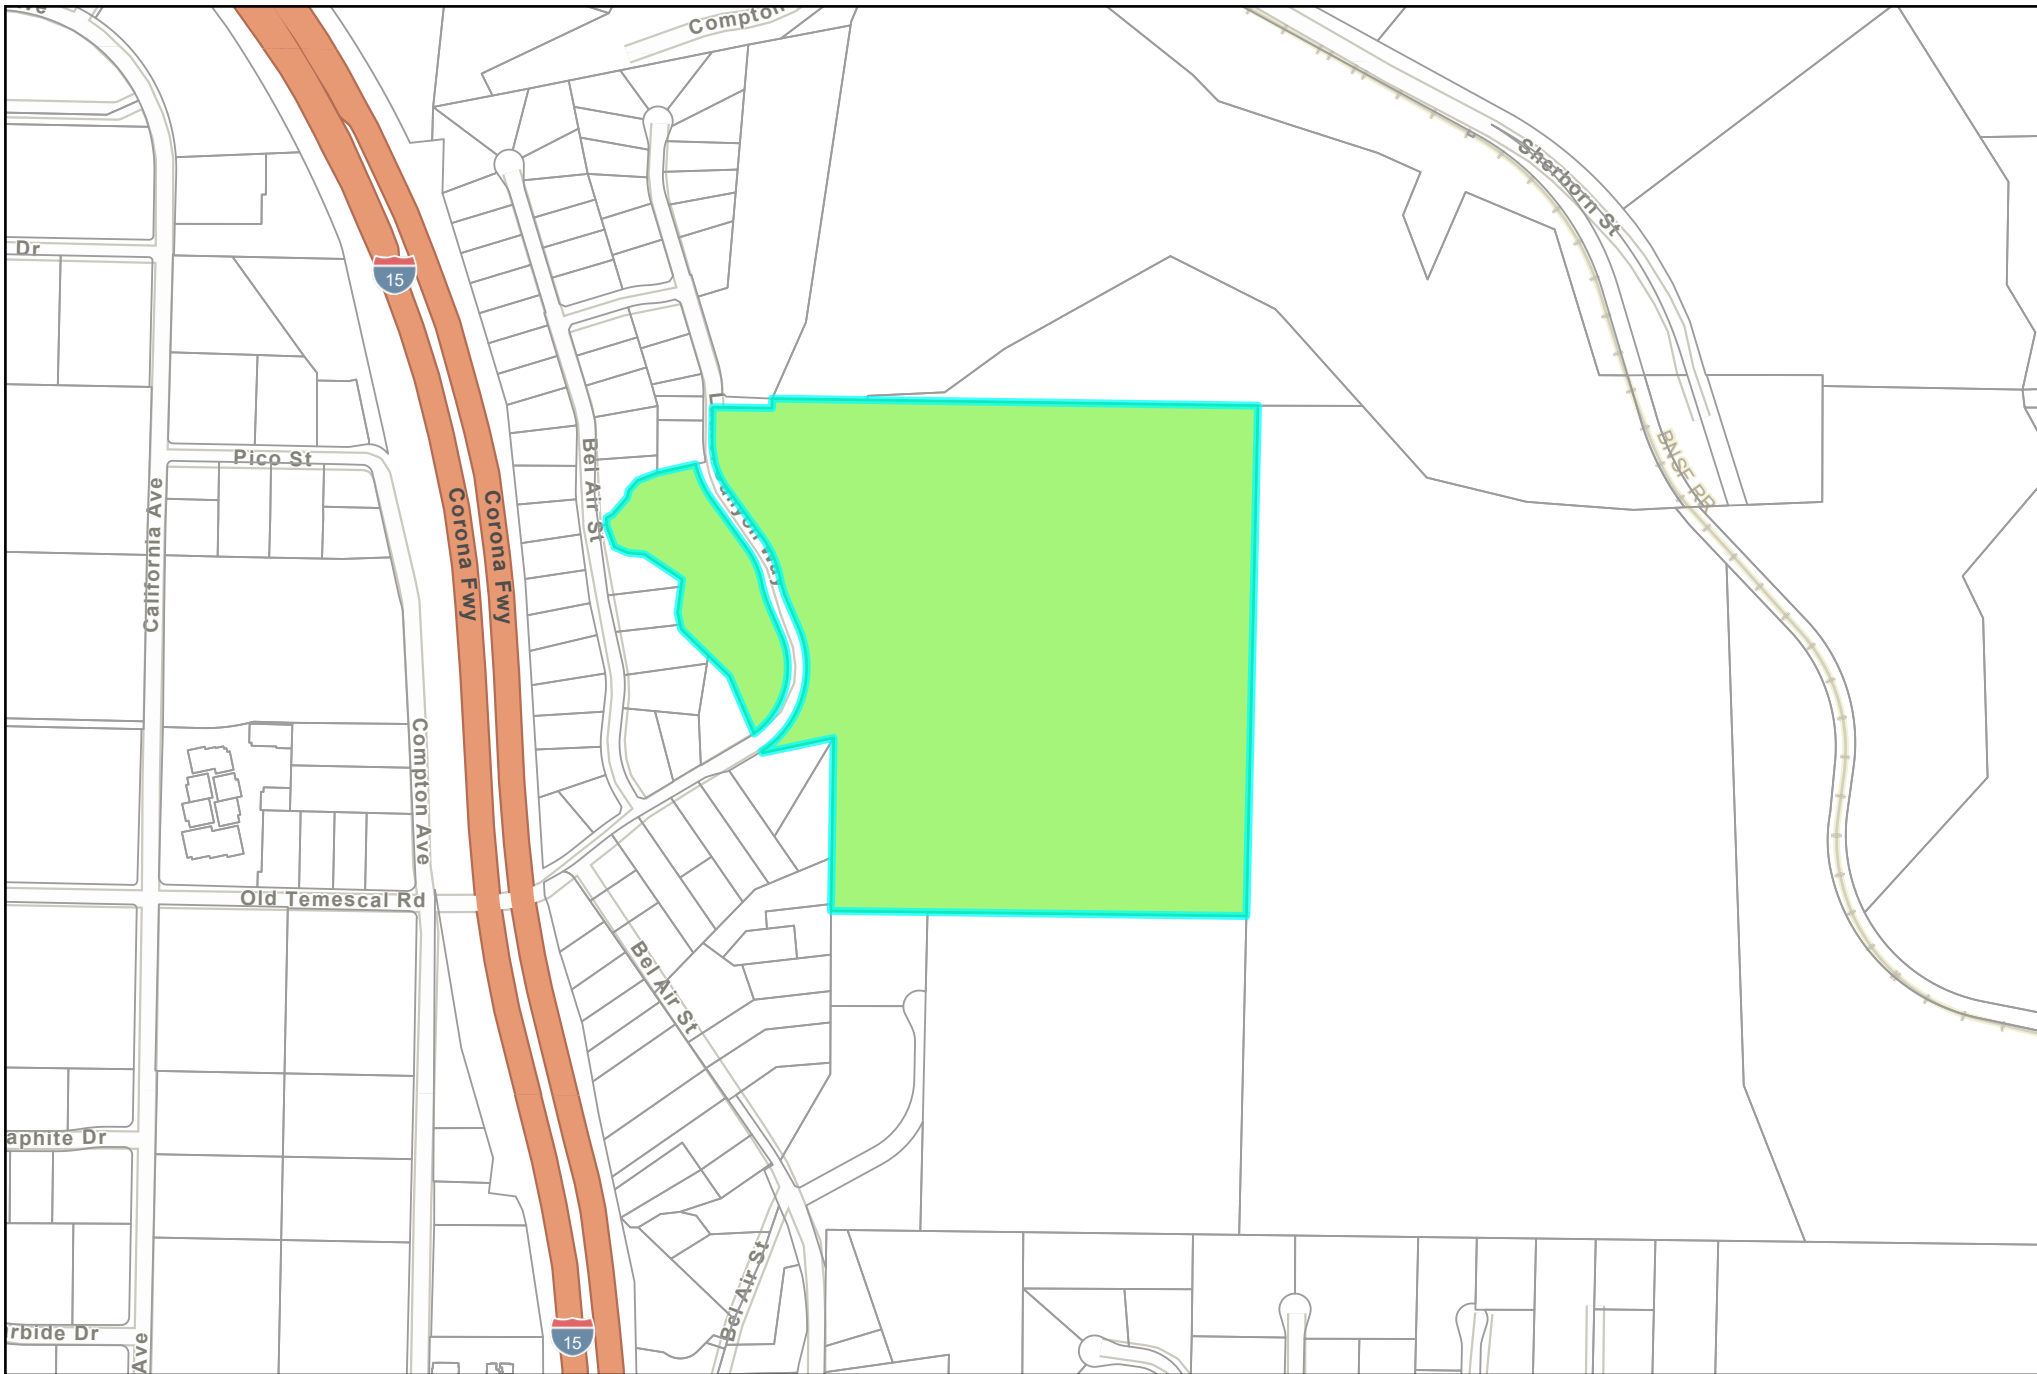 Compton
Sherborn St
Dr
15
Pico St
Bel Air St
California Ave
Corona Fwy
Corona Fwy
BNSF RR
Way
Compton Ave
Old Temescal Rd
Bel Air St
aphite Dr
Bel Air St
rbide Dr
Ave
15